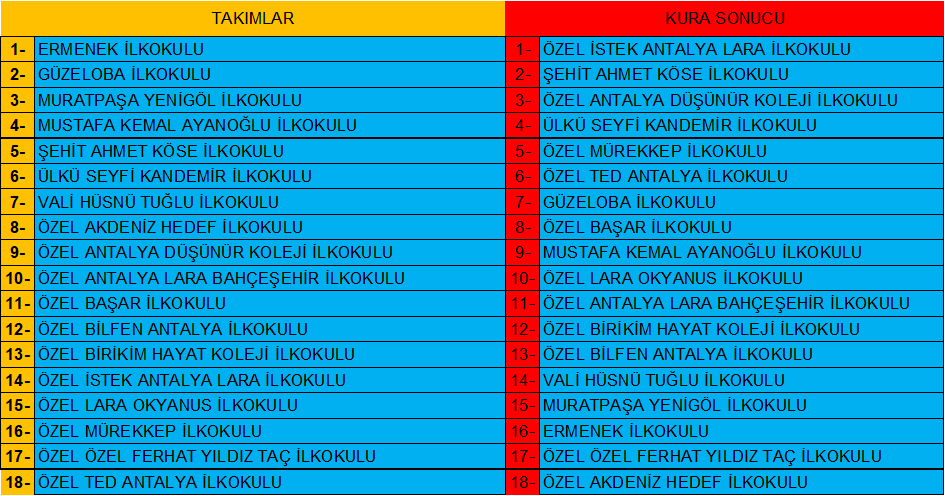 TAKIMLAR KURA SONUCU
1- ERMENEK İLKOKULU 1- ÖZEL İSTEK ANTALYA LARA İLKOKULU
2- GÜZELOBA İLKOKULU 2- ŞEHİT AHMET KÖSE İLKOKULU
3- MURATPAŞA YENİGÖL İLKOKULU 3- ÖZEL ANTALYA DÜŞÜNÜR KOLEJİ İLKOKULU
4- MUSTAFA KEMAL AYANOĞLU İLKOKULU 4- ÜLKÜ SEYFİ KANDEMİR İLKOKULU
5- ŞEHİT AHMET KÖSE İLKOKULU 5- ÖZEL MÜREKKEP İLKOKULU
6- ÜLKÜ SEYFİ KANDEMİR İLKOKULU 6- ÖZEL TED ANTALYA İLKOKULU
7- VALİ HÜSNÜ TUĞLU İLKOKULU 7- GÜZELOBA İLKOKULU
8- ÖZEL AKDENİZ HEDEF İLKOKULU 8- ÖZEL BAŞAR İLKOKULU
9- ÖZEL ANTALYA DÜŞÜNÜR KOLEJİ İLKOKULU 9- MUSTAFA KEMAL AYANOĞLU İLKOKULU
10- ÖZEL ANTALYA LARA BAHÇEŞEHİR İLKOKULU 10- ÖZEL LARA OKYANUS İLKOKULU
11- ÖZEL BAŞAR İLKOKULU 11- ÖZEL ANTALYA LARA BAHÇEŞEHİR İLKOKULU
12- ÖZEL BİLFEN ANTALYA İLKOKULU 12- ÖZEL BİRİKİM HAYAT KOLEJİ İLKOKULU
13- ÖZEL BİRİKİM HAYAT KOLEJİ İLKOKULU 13- ÖZEL BİLFEN ANTALYA İLKOKULU
14- ÖZEL İSTEK ANTALYA LARA İLKOKULU 14- VALİ HÜSNÜ TUĞLU İLKOKULU
15- ÖZEL LARA OKYANUS İLKOKULU 15- MURATPAŞA YENİGÖL İLKOKULU
16- ÖZEL MÜREKKEP İLKOKULU 16- ERMENEK İLKOKULU
17- ÖZEL ÖZEL FERHAT YILDIZ TAÇ İLKOKULU 17- ÖZEL ÖZEL FERHAT YILDIZ TAÇ İLKOKULU
18- ÖZEL TED ANTALYA İLKOKULU 18- ÖZEL AKDENİZ HEDEF İLKOKULU